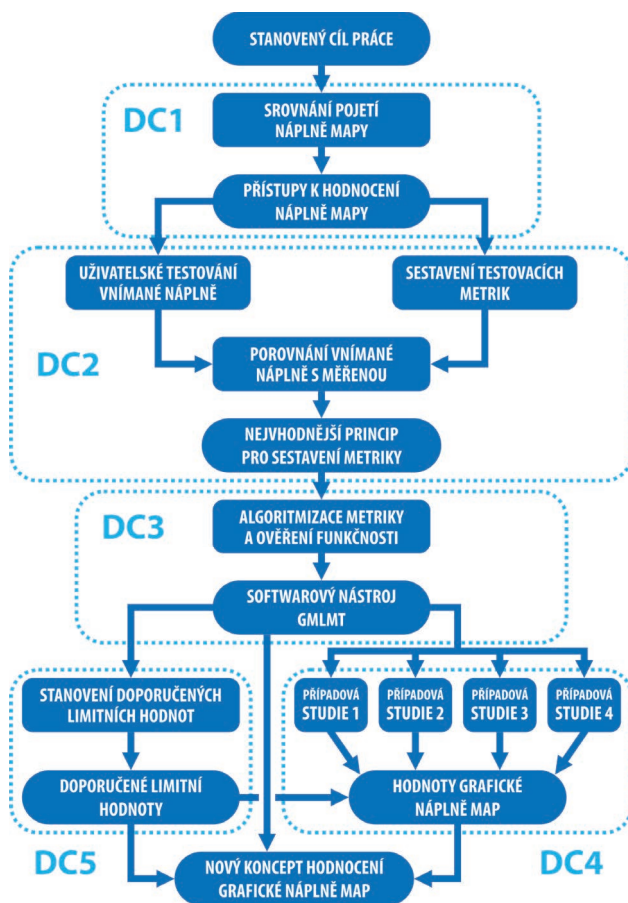 STANOVENÝ CÍL PRÁCE
DC1
SROVNÁNÍ POJETÍ
NÁPLNĚ MAPY
PŘÍSTUPY K HODNOCENÍ
NÁPLNĚ MAPY
UŽIVATELSKÉ TESTOVÁNÍ
VNÍMANÉ NÁPLNĚ
SESTAVENÍ TESTOVACÍCH
METRIK
DC2
POROVNÁNÍ VNÍMANÉ
NÁPLNĚ S MĚŘENOU
NEJVHODNĚJŠÍ PRINCIP
PRO SESTAVENÍ METRIKY
DC3
ALGORITMIZACE METRIKY
A OVĚŘENÍ FUNKČNOSTI
SOFTWAROVÝ NÁSTROJ
GMLMT
STANOVENÍ DOPORUČENÝCH
LIMITNÍCH HODNOT
PŘÍPADOVÁ
STUDIE 1
PŘÍPADOVÁ
STUDIE 2
PŘÍPADOVÁ
STUDIE 3
PŘÍPADOVÁ
STUDIE 4
DOPORUČENÉ LIMITNÍ
HODNOTY
HODNOTY GRAFICKÉ
NÁPLNĚ MAP
DC5
NOVÝ KONCEPT HODNOCENÍ
GRAFICKÉ NÁPLNĚ MAP
DC4